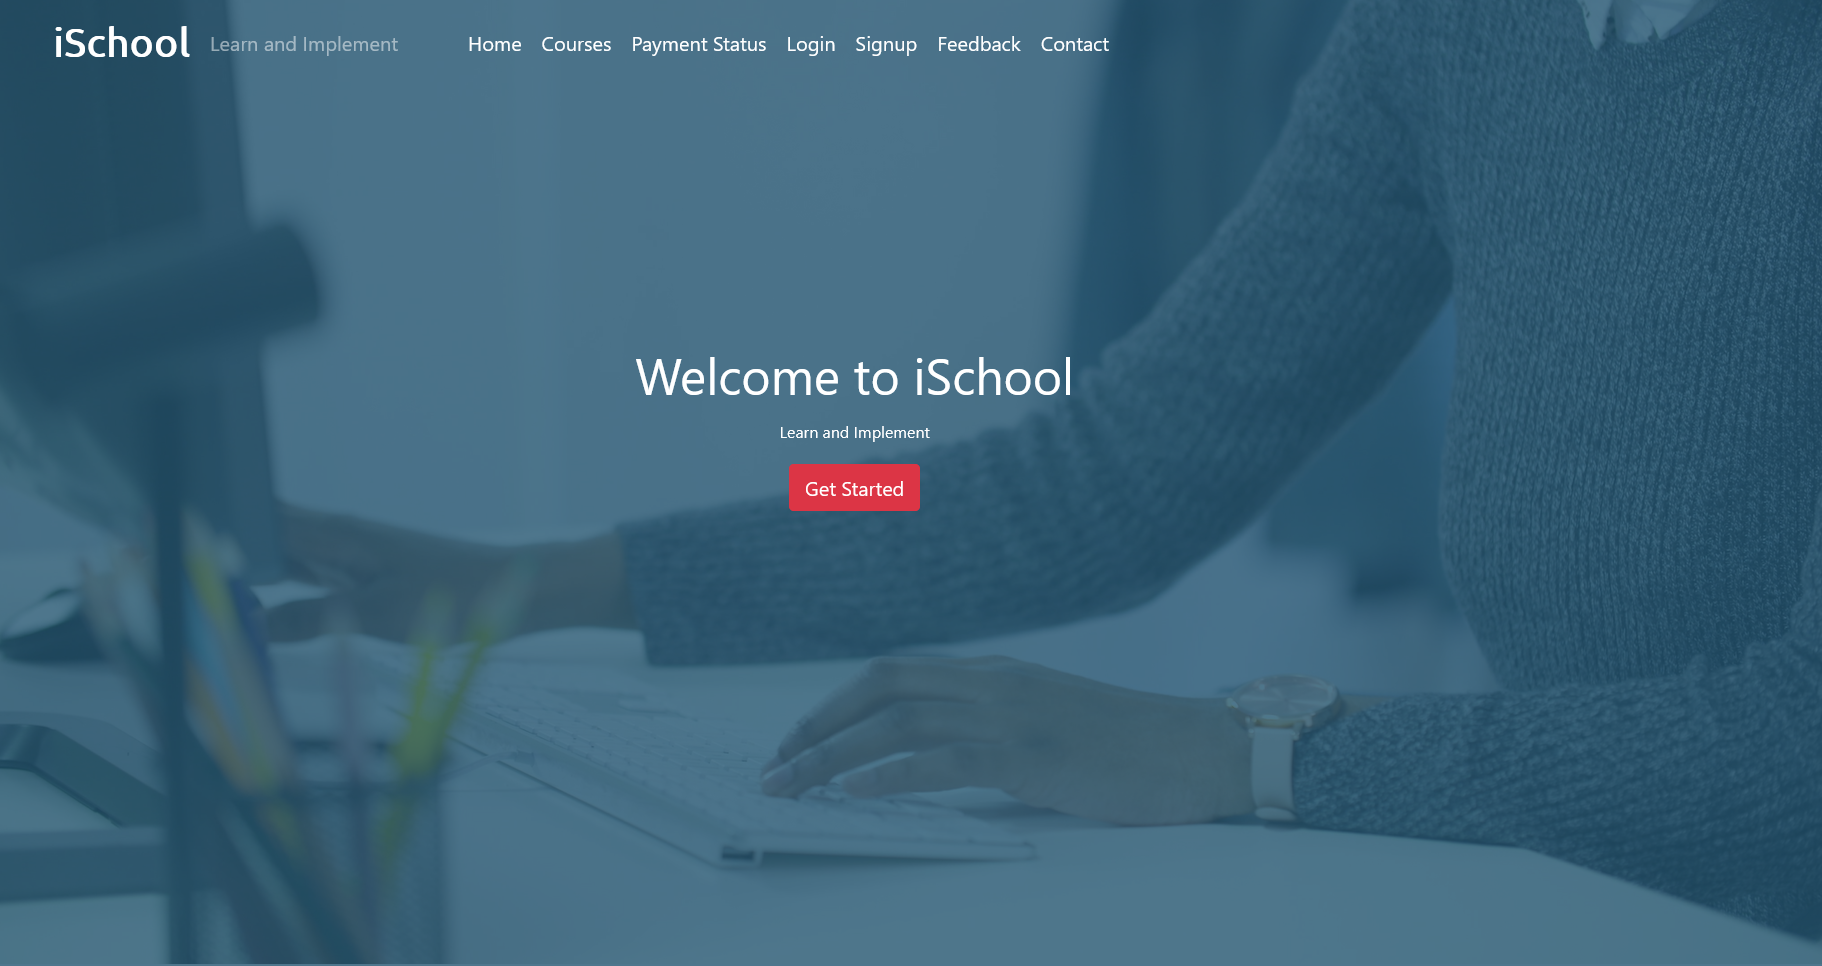 iSchool Learn and Implement Home Courses Payment Status Login Signup Feedback Contact
Welcome to iSchool
Learn and Implement
Get Started